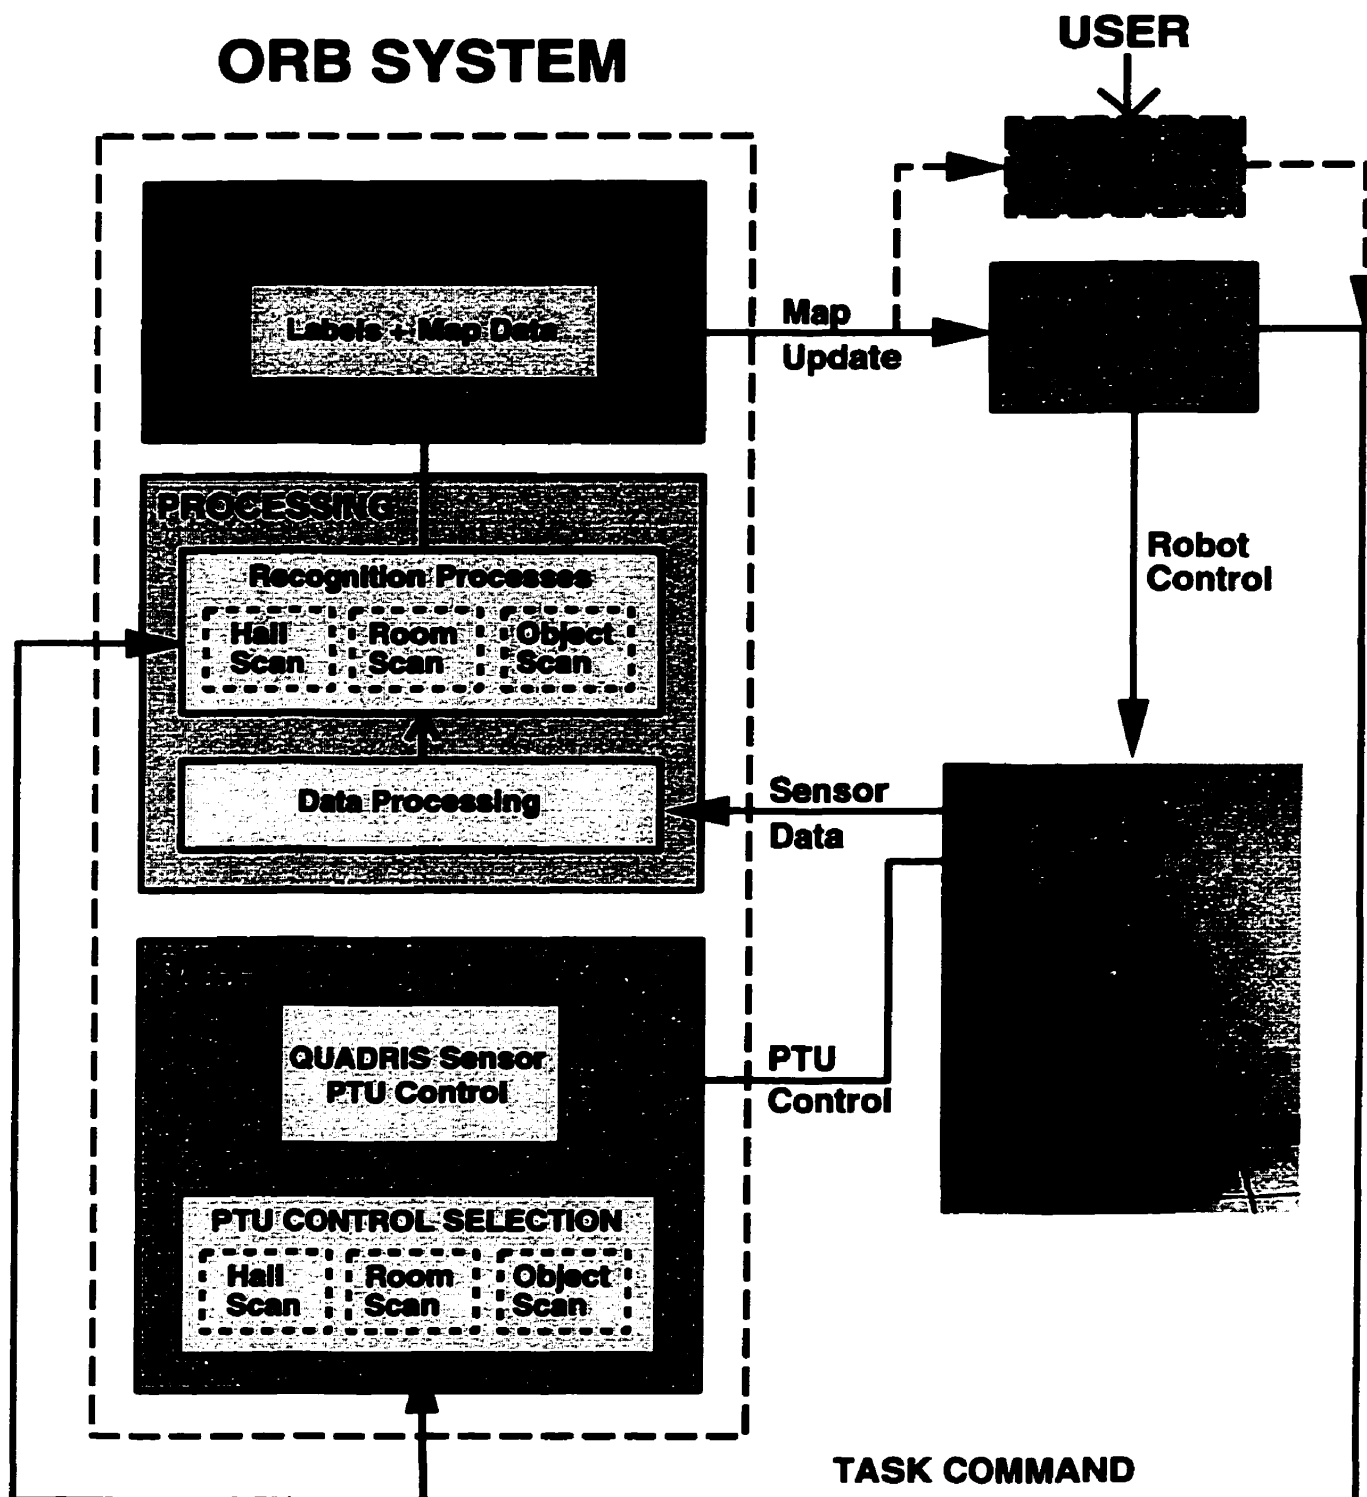 ORB SYSTEM
USER
Labels + Map Data
Map
Update
PROCESSING
Recognition Processes
Hall
Scan
Room
Scan
Object
Scan
Robot
Control
Data Processing
Sensor
Data
QUADRIS Sensor
PTU Control
PTU
Control
PTU CONTROL SELECTION
Hall
Scan
Room
Scan
Object
Scan
TASK COMMAND